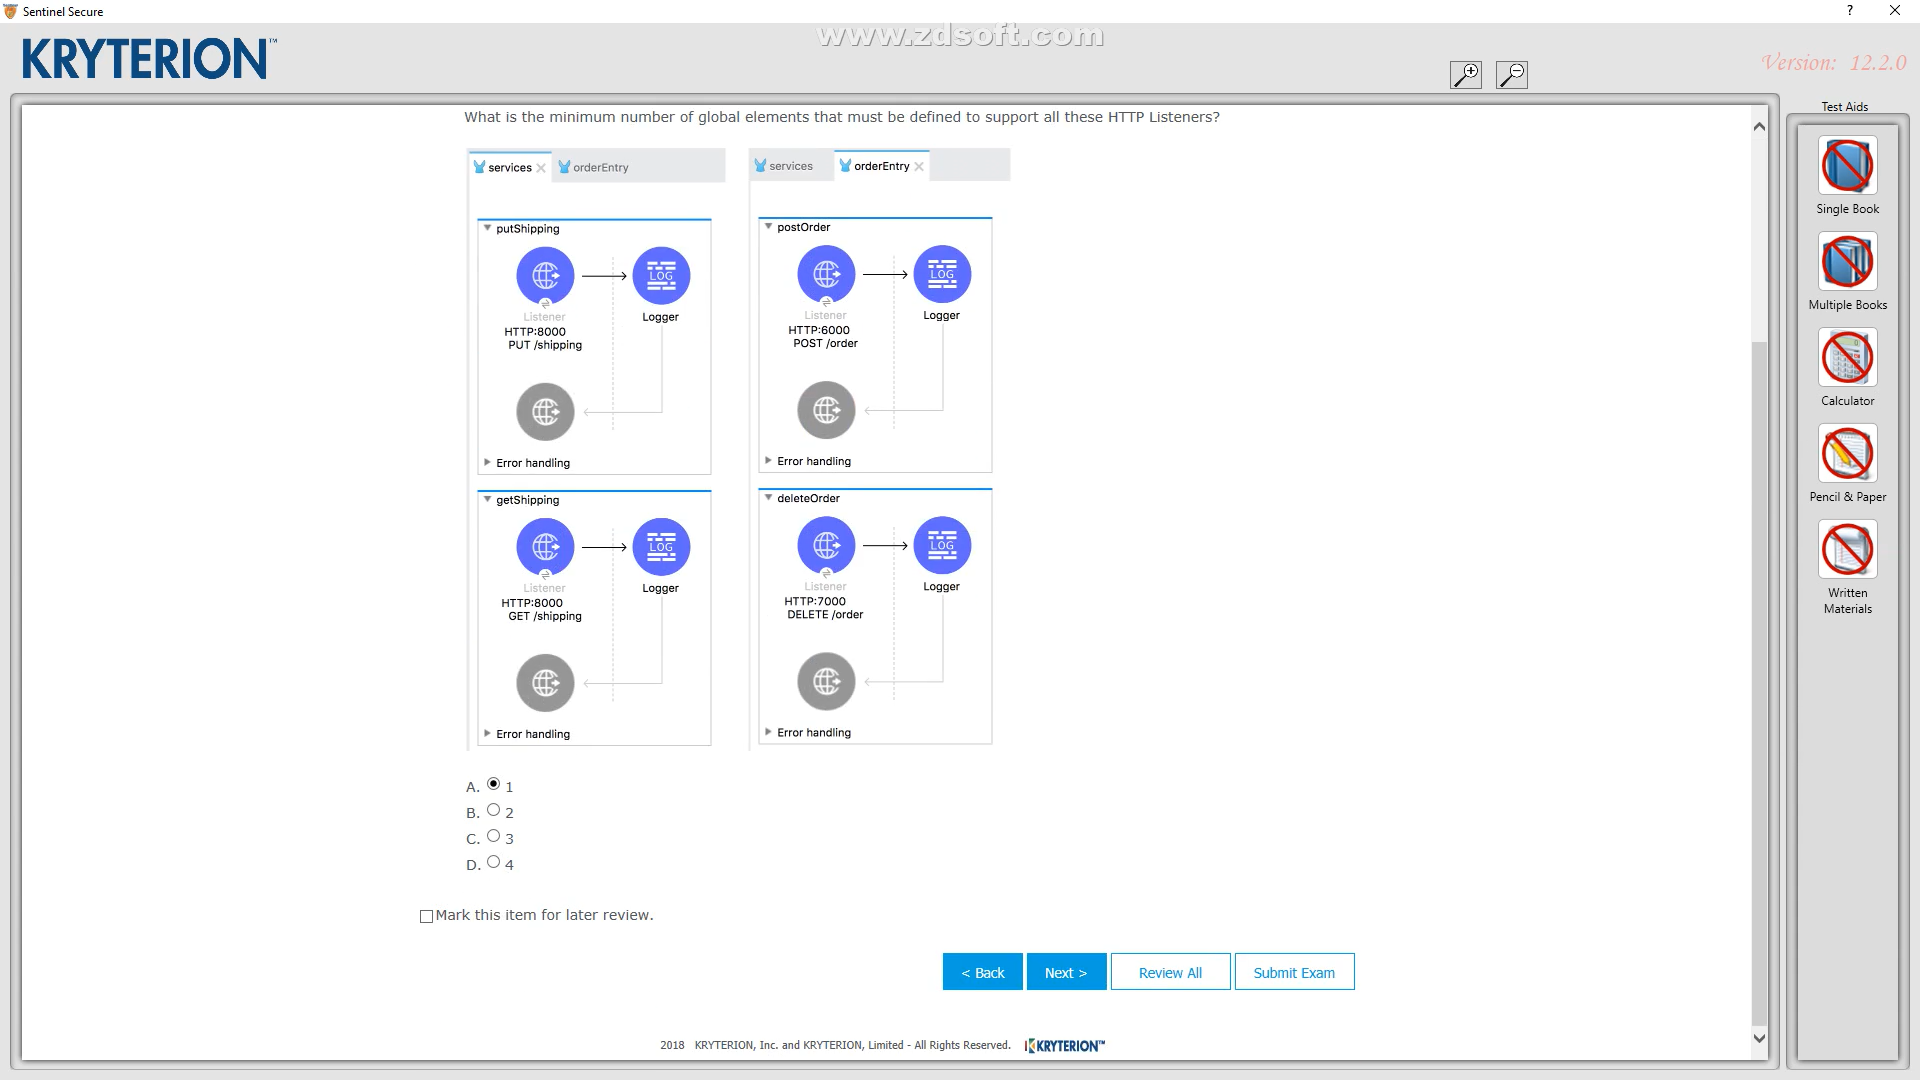 Sentinel Secure
?
www.zdsoft.com
KRYTERION™
Version: 12.2.0
Test Aids
What is the minimum number of global elements that must be defined to support all these HTTP Listeners?
services orderEntry
putShipping
LOG
Listener Logger
HTTP:8000
PUT /shipping
Error handling
getShipping
LOG
Listener Logger
HTTP:8000
GET /shipping
Error handling
services orderEntry
postOrder
LOG
Listener Logger
HTTP:6000
POST /order
Error handling
deleteOrder
LOG
Listener Logger
HTTP:7000
DELETE /order
Error handling
A. 1
B. 2
C. 3
D. 4
Mark this item for later review.
< Back Next > Review All Submit Exam
2018 KRYTERION, Inc. and KRYTERION, Limited - All Rights Reserved. KRYTERION™
Single Book
Multiple Books
Calculator
Pencil & Paper
Written
Materials